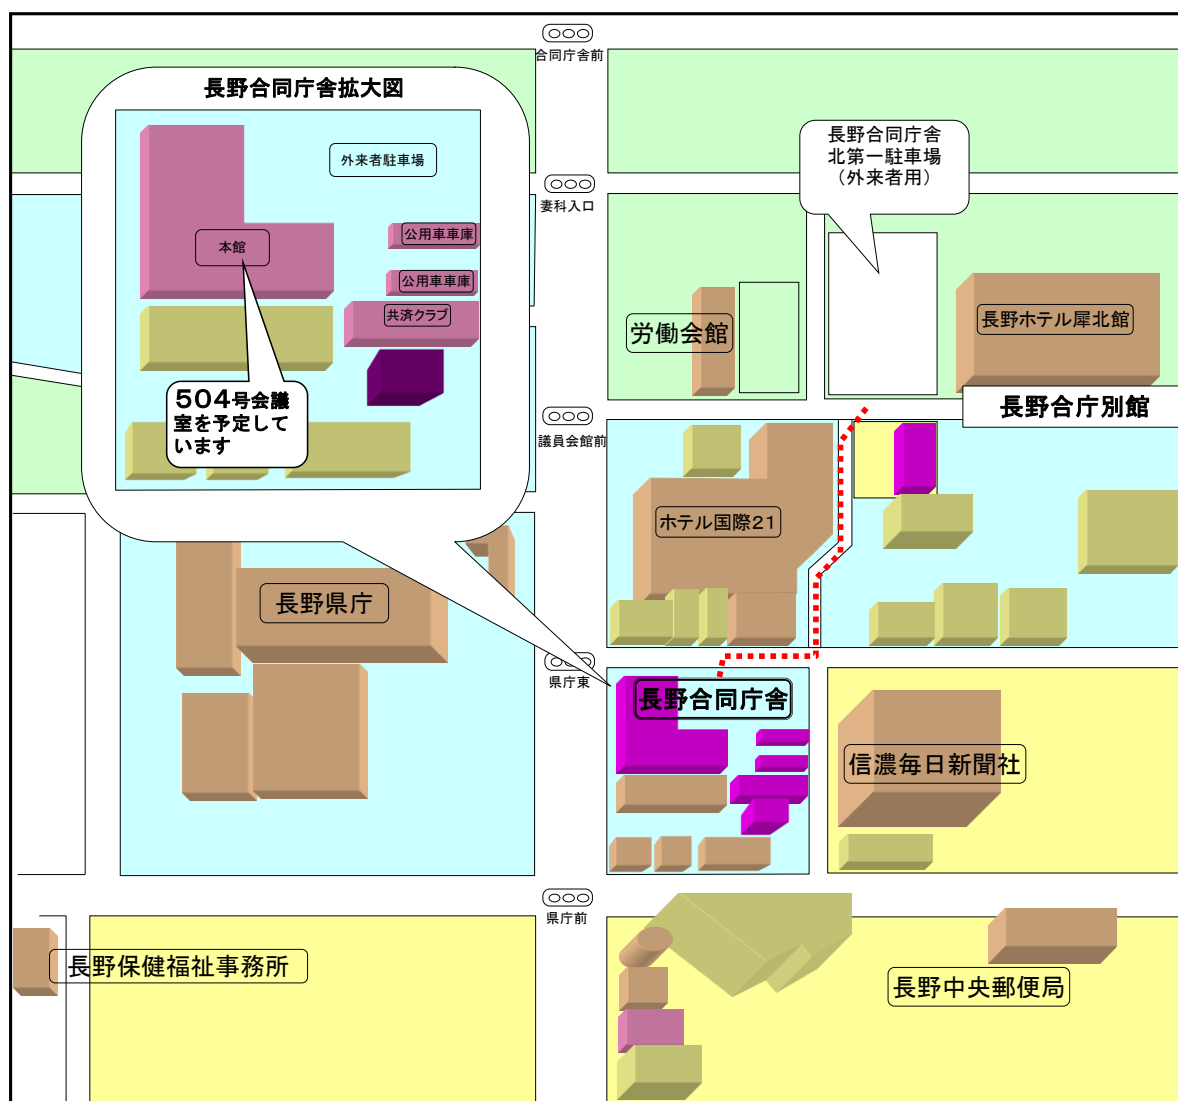 合同庁舎前
長野合同庁舎拡大図
外来者駐車場
本館
公用車車庫
公用車車庫
共済クラブ
504号会議
室を予定して
います
妻科入口
長野合同庁舎
北第一駐車場
（外来者用）
労働会館
長野ホテル犀北館
長野合庁別館
議員会館前
ホテル国際21
長野県庁
県庁東
長野合同庁舎
信濃毎日新聞社
県庁前
長野保健福祉事務所
長野中央郵便局